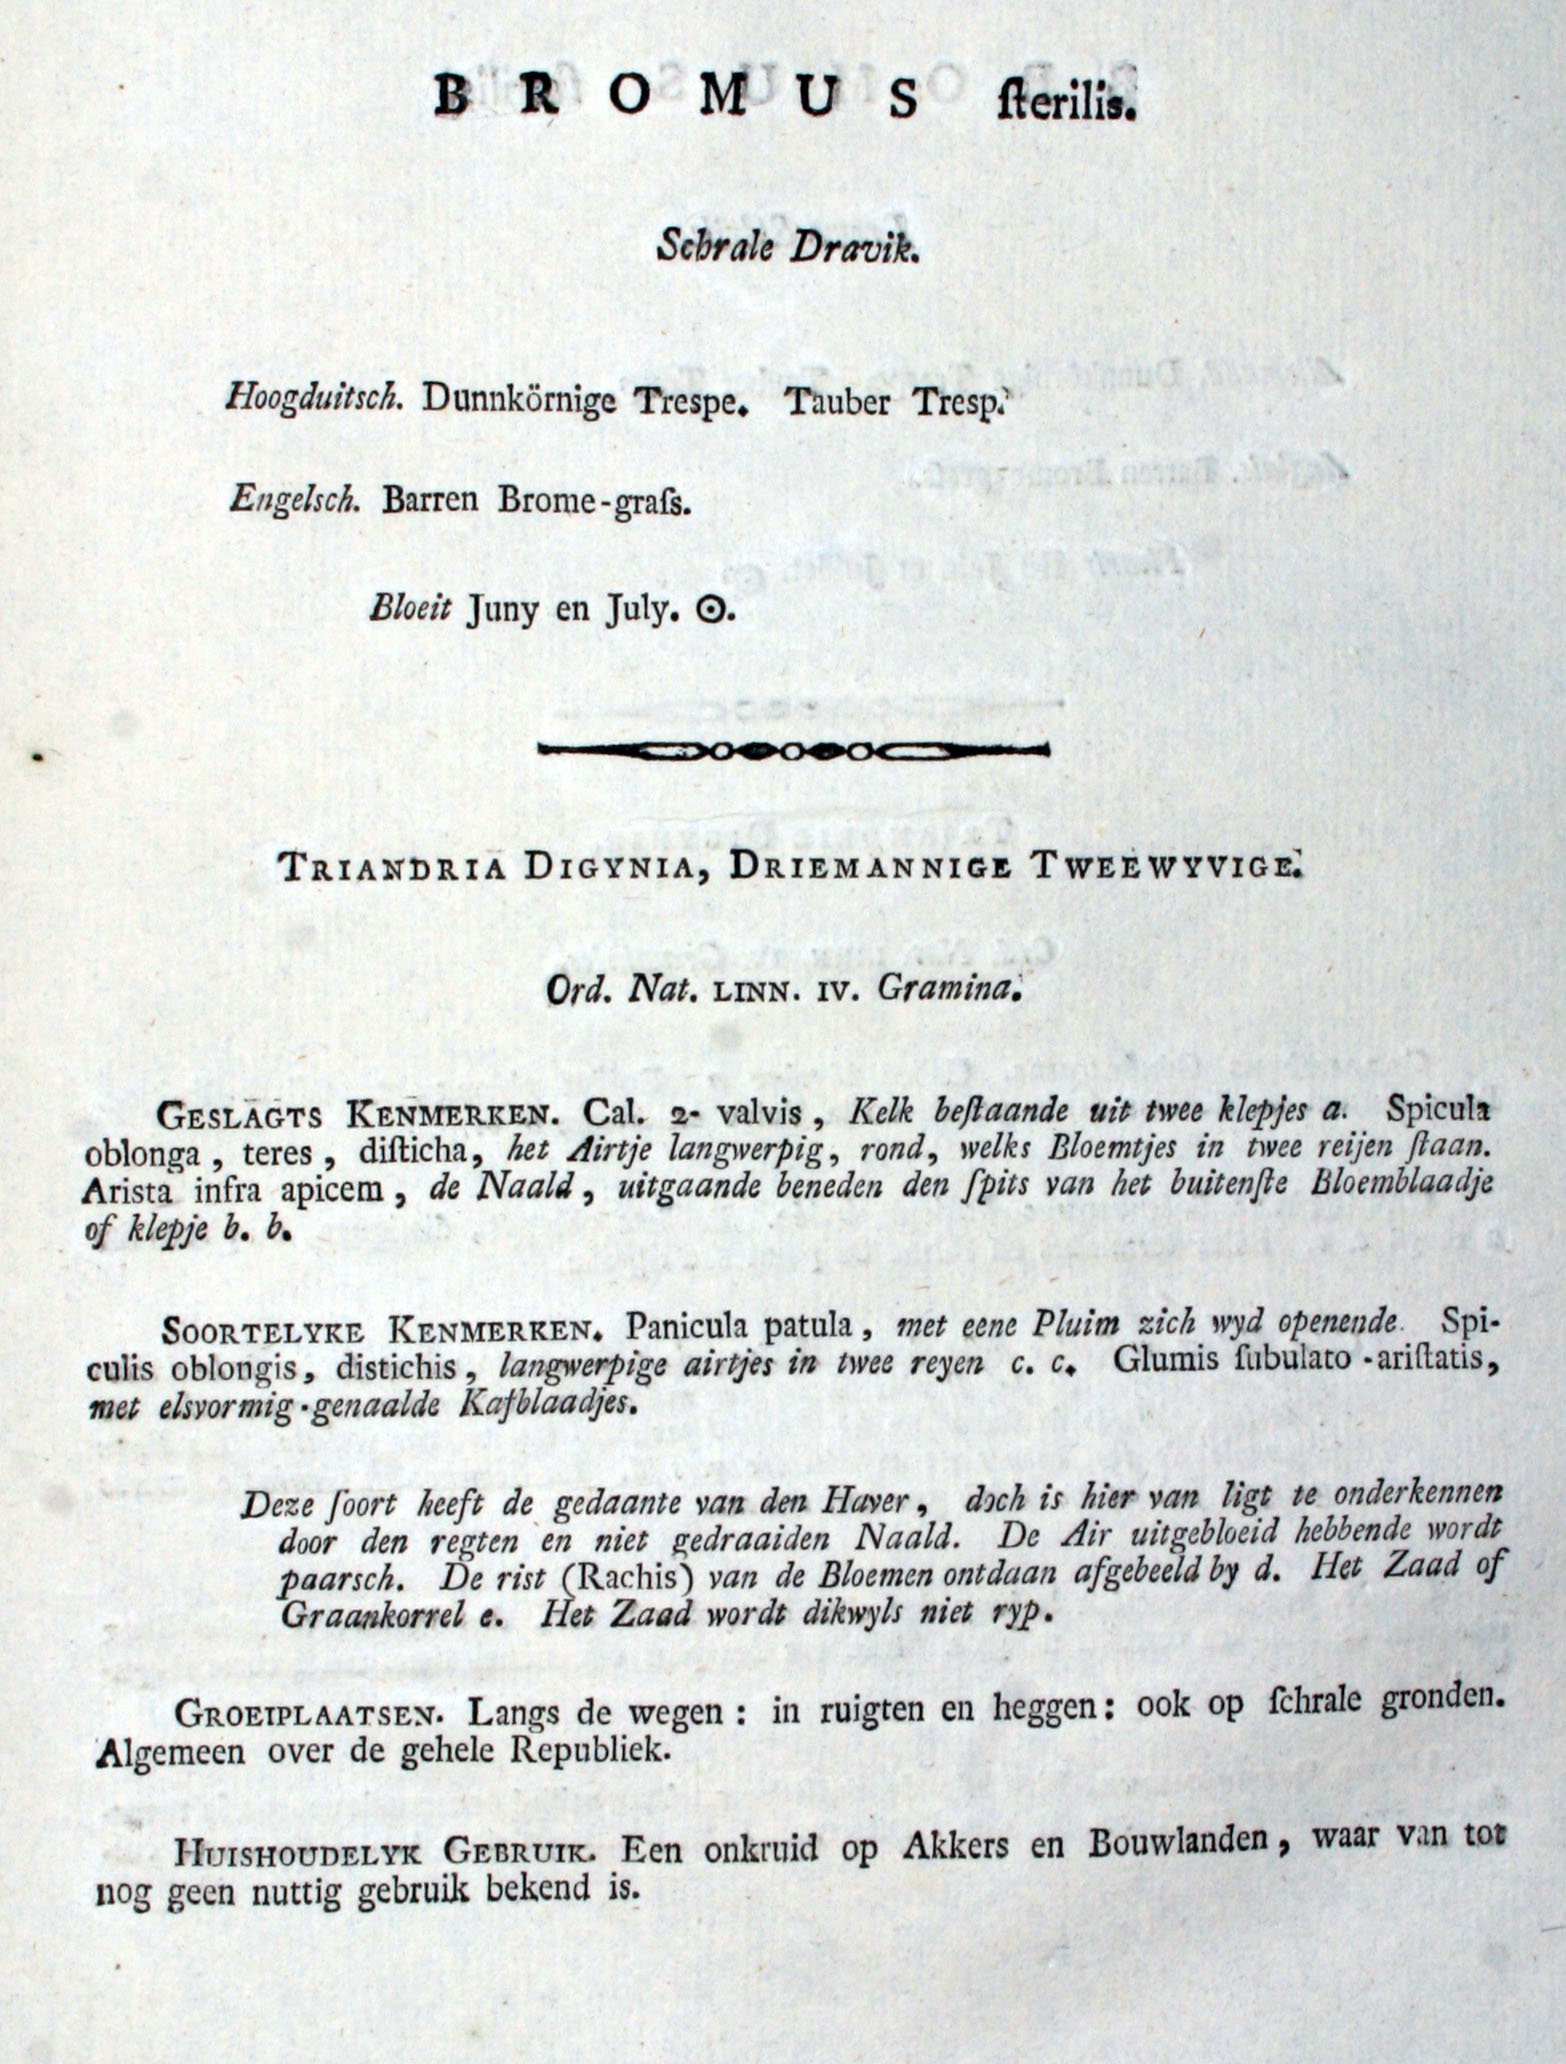 BROMUS ſterilis.
Schrale Dravik.
Hoogduitsch. Dunnkörnige Trespe. Tauber Tresp.
Engelsch. Barren Brome-graſs.
Bloeit Juny en July. ⊙.
TRIANDRIA DIGYNIA, DRIEMANNIGE TWEEWYVIGE.
Ord. Nat. LINN. IV. Gramina.
GESLAGTS KENMERKEN. Cal. 2-valvis, Kelk beſtaande uit twee klepjes a. Spicula
oblonga, teres, diſticha, het Airtje langwerpig, rond, welks Bloemtjes in twee reijen ſtaan.
Arista infra apicem, de Naald, uitgaande beneden den ſpits van het buitenſte Bloemblaadje
of klepje b. b.
SOORTELYKE KENMERKEN. Panicula patula, met eene Pluim zich wyd openende. Spi-
culis oblongis, distichis, langwerpige airtjes in twee reyen c. c. Glumis ſubulato-ariſtatis,
met elsvormig-genaalde Kafblaadjes.
Deze ſoort heeft de gedaante van den Haver, doch is hier van ligt te onderkennen
door den regten en niet gedraaiden Naald. De Air uitgebloeid hebbende wordt
paarsch. De rist (Rachis) van de Bloemen ontdaan afgebeeld by d. Het Zaad of
Graankorrel e. Het Zaad wordt dikwyls niet ryp.
GROEIPLAATSEN. Langs de wegen: in ruigten en heggen: ook op ſchrale gronden.
Algemeen over de gehele Republiek.
HUISHOUDELYK GEBRUIK. Een onkruid op Akkers en Bouwlanden, waar van tot
nog geen nuttig gebruik bekend is.